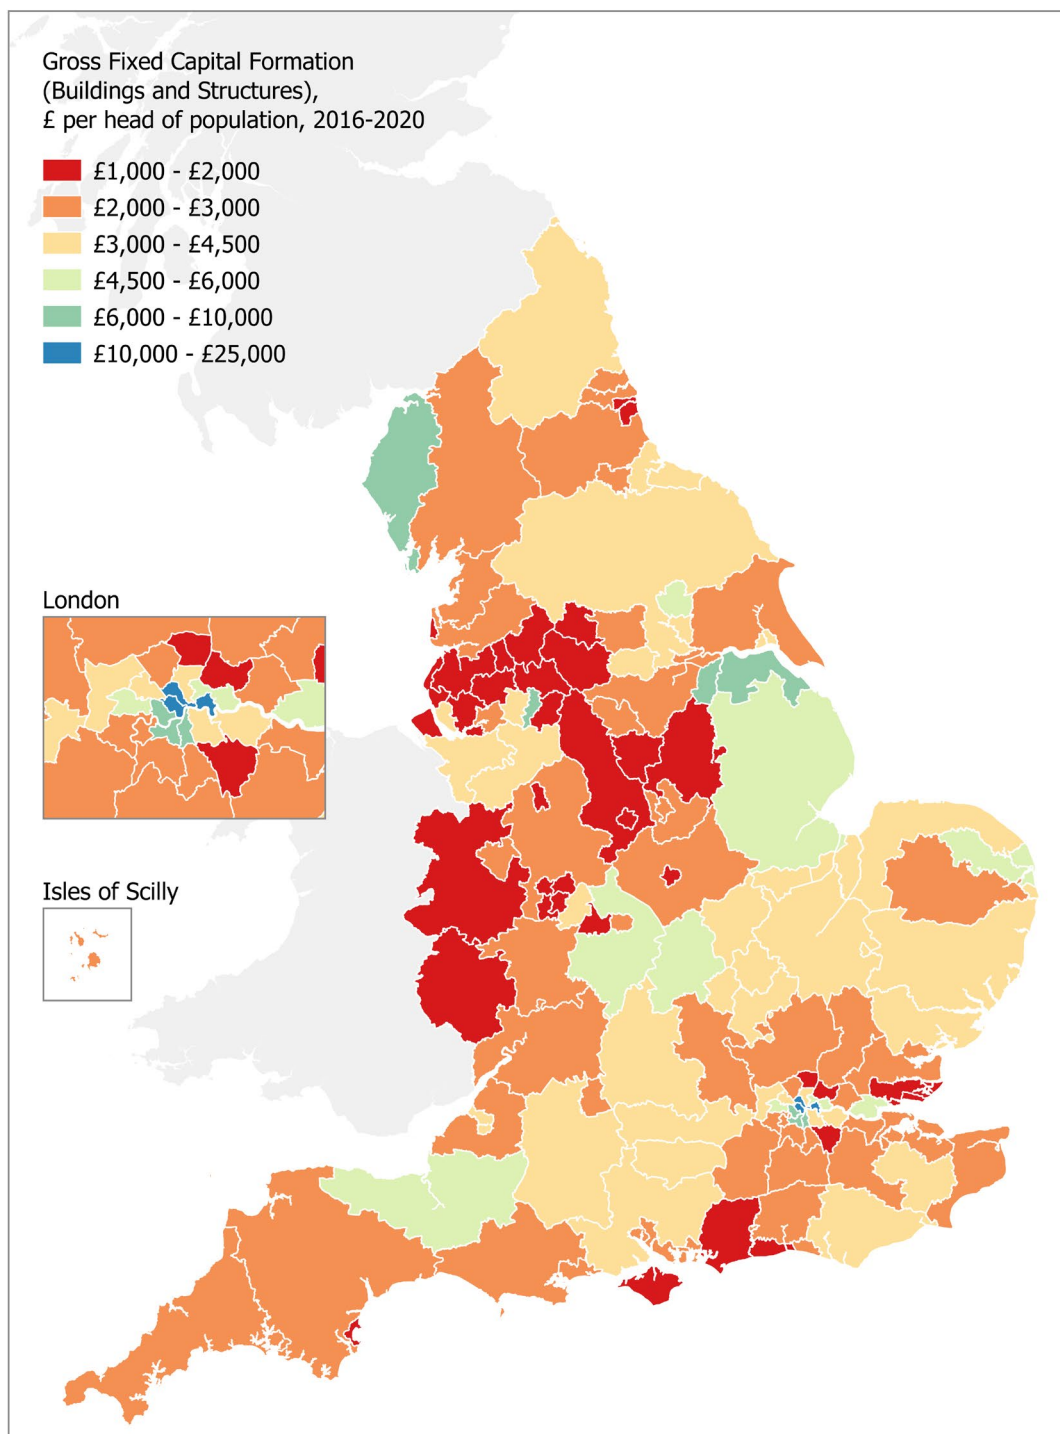 Gross Fixed Capital Formation
(Buildings and Structures),
£ per head of population, 2016-2020
£1,000 - £2,000
£2,000 - £3,000
£3,000 - £4,500
£4,500 - £6,000
£6,000 - £10,000
£10,000 - £25,000
London
Isles of Scilly